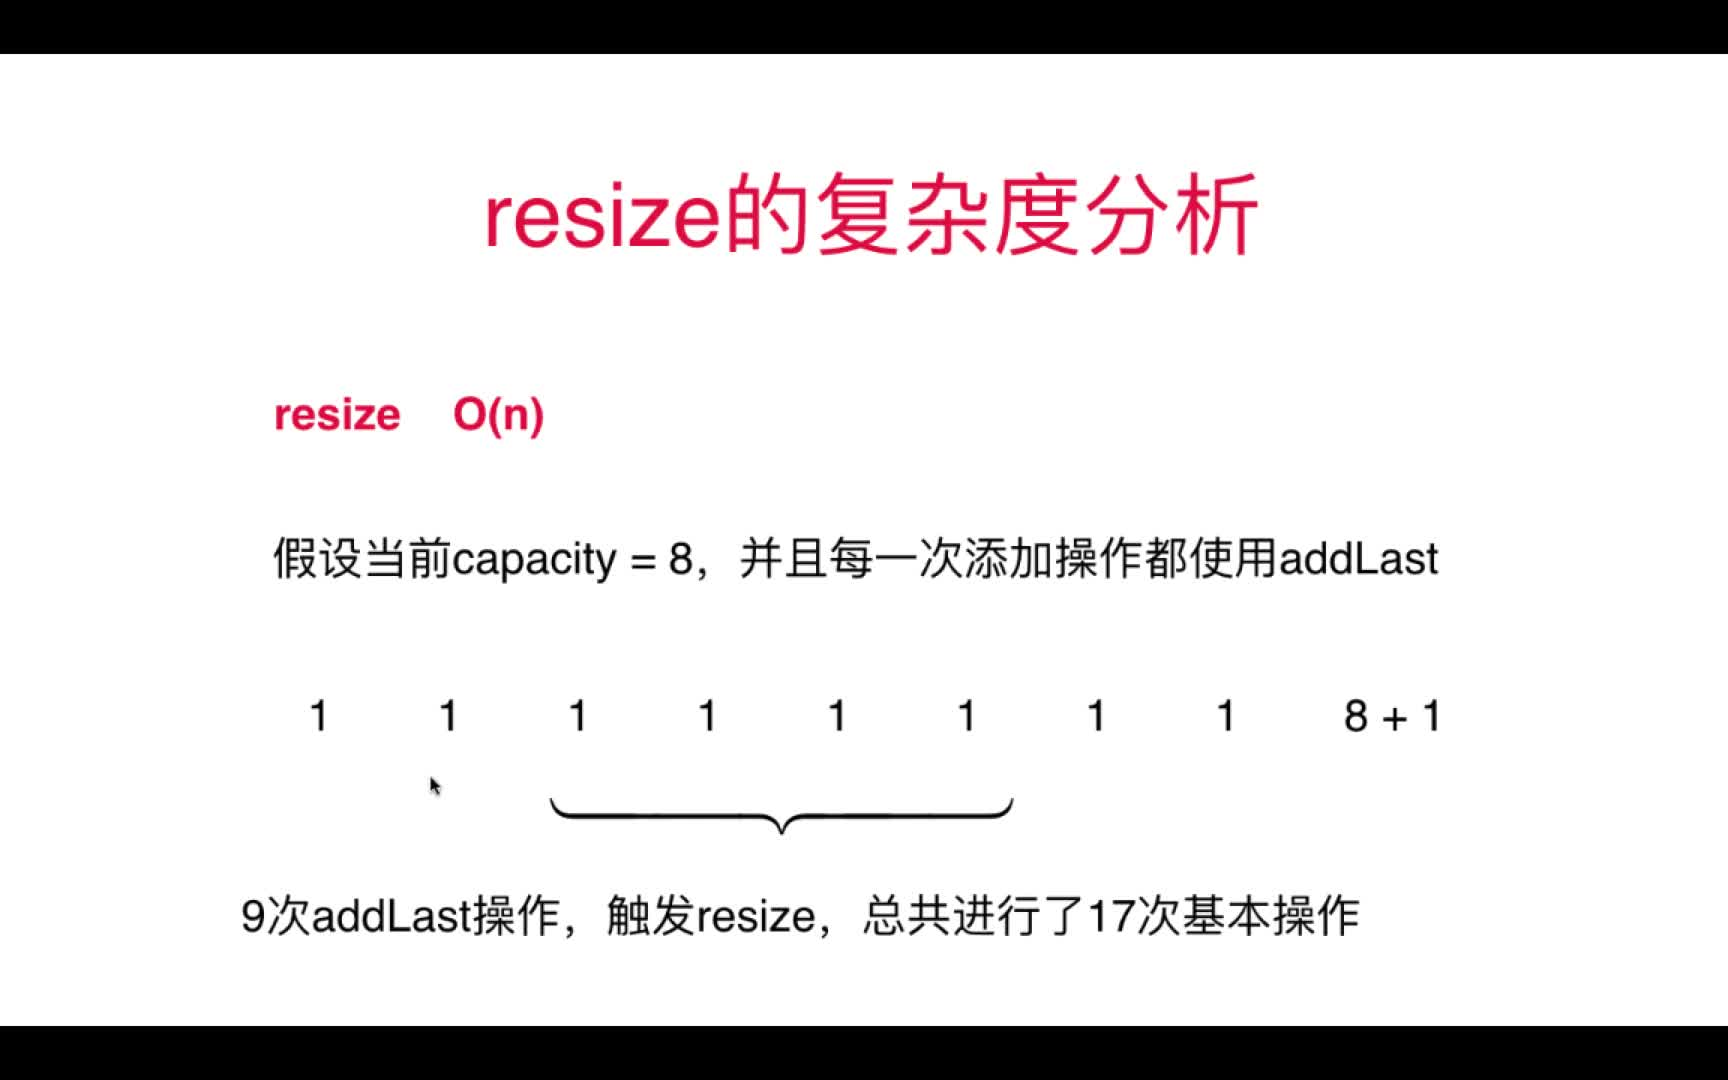 resize的复杂度分析
resize O(n)
假设当前capacity = 8，并且每一次添加操作都使用addLast
1 1 1 1 1 1 1 1 8 + 1
9次addLast操作，触发resize，总共进行了17次基本操作